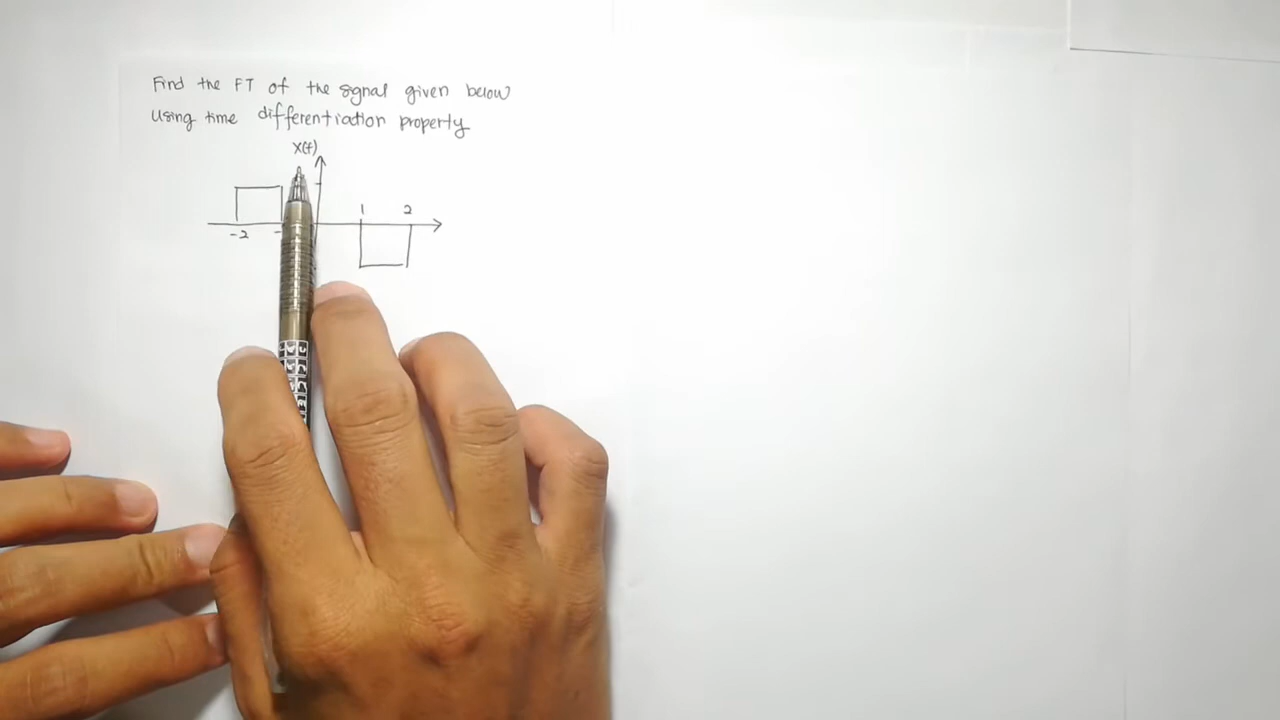 Find the FT of the signal given below
using time differentiation property
x(t)
1 2
-2